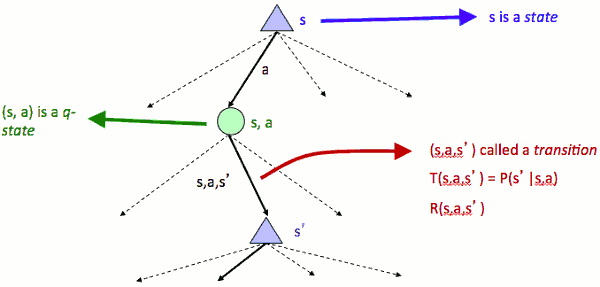 s
s is a state
a
(s, a) is a q-
state
s, a
(s,a,s' ) called a transition
T(s,a,s' ) = P(s' |s,a)
R(s,a,s' )
s,a,s'
s'